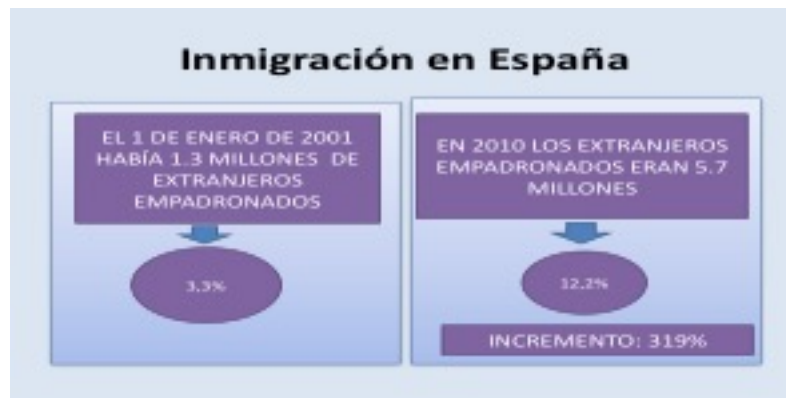 Inmigración en España
EL 1 DE ENERO DE 2001
HABÍA 1.3 MILLONES DE
EXTRANJEROS
EMPADRONADOS
3,3%
EN 2010 LOS EXTRANJEROS
EMPADRONADOS ERAN 5.7
MILLONES
12,2%
INCREMENTO: 319%